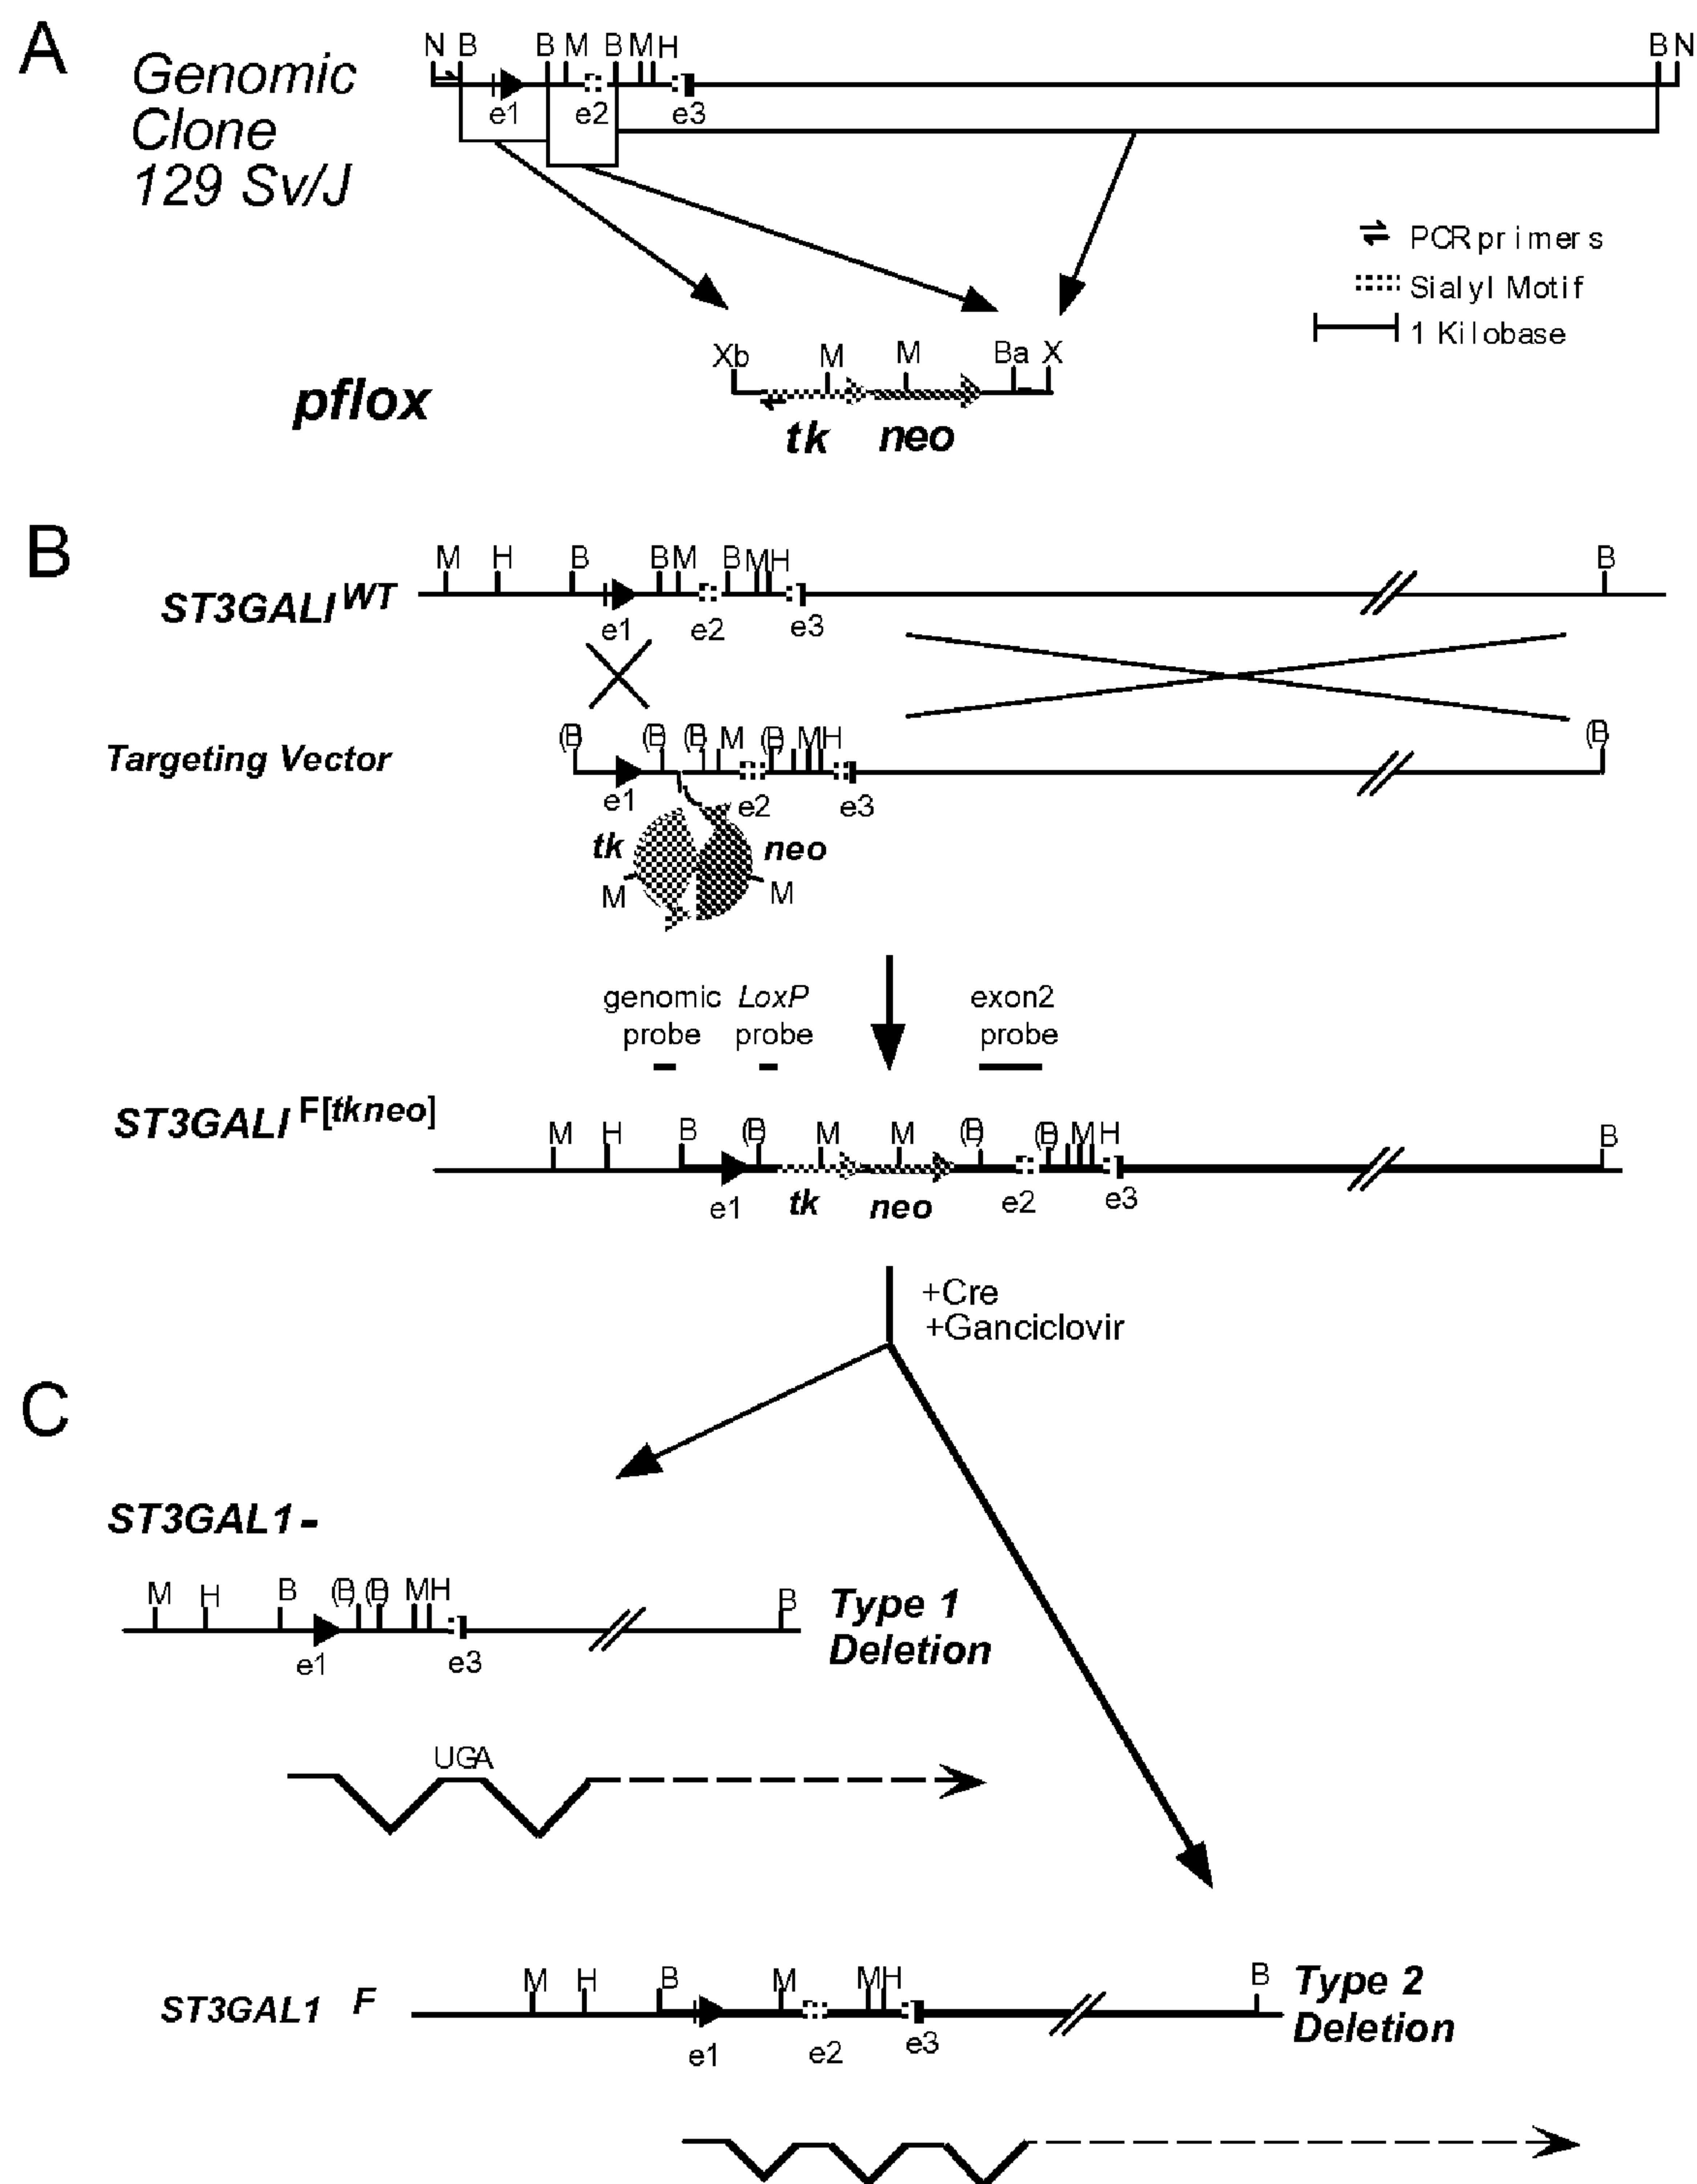 A
N B B M B M H B N
Genomic
Clone
129 Sv/J
e1 e2 e3
PCR primers
Sialyl Motif
1 Kilobase
Xb M M Ba X
pflox
tk neo
B
M H B B M B M H B
ST3GALI WT
e1 e2 e3
(B) (B) (B) M (B) M H (B)
Targeting Vector
e1 e2 e3
tk neo
M M
genomic LoxP exon2
probe probe probe
ST3GALI F[tkneo]
M H B (B) M M (B) (B) M H B
e1 tk neo e2 e3
+Cre
+Ganciclovir
C
ST3GAL1-
M H B (B) (B) M H B
Type 1
Deletion
e1 e3
UGA
M H B M M H B
Type 2
Deletion
ST3GAL1 F
e1 e2 e3